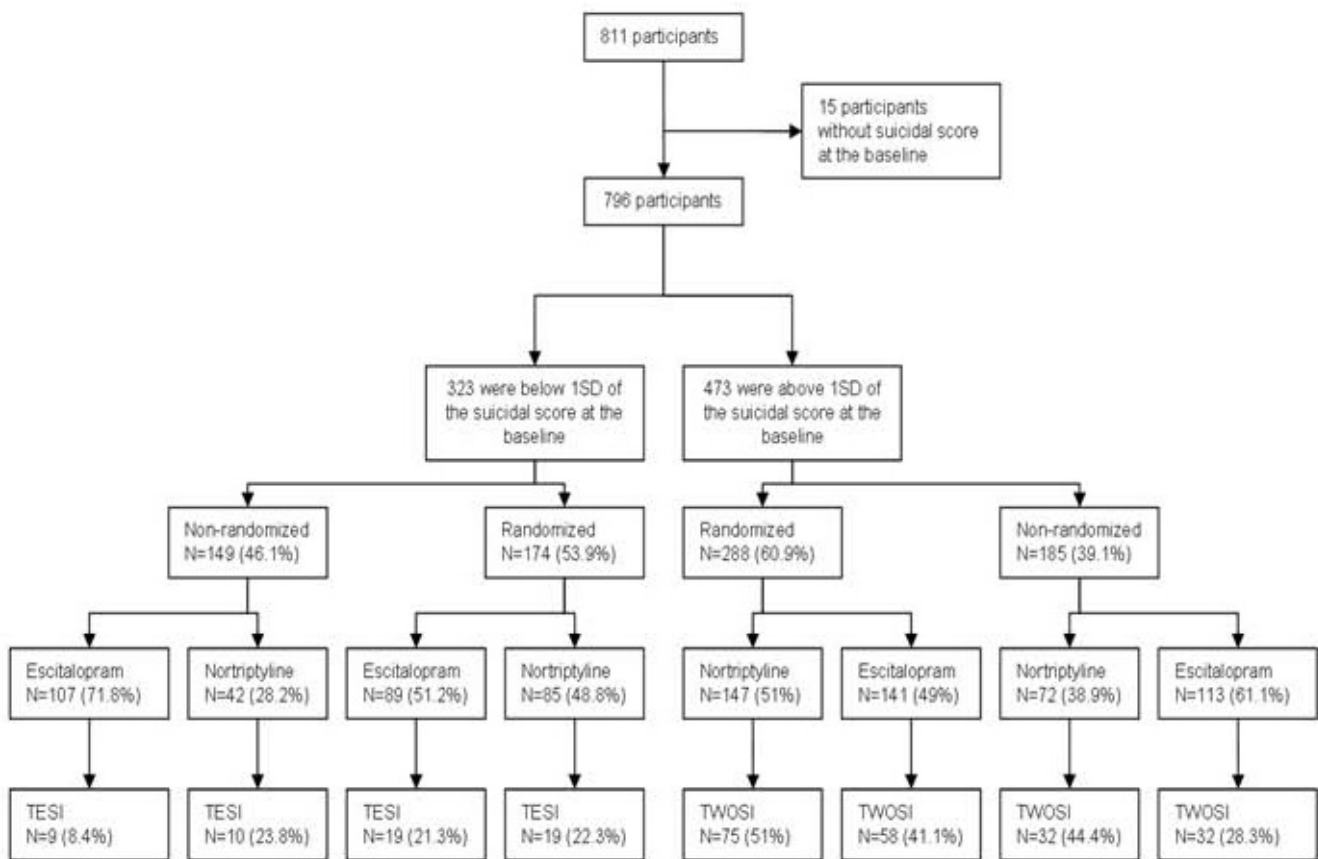 811 participants
15 participants
without suicidal score
at the baseline
796 participants
323 were below 1SD of
the suicidal score at the
baseline
473 were above 1SD of
the suicidal score at the
baseline
Non-randomized
N=149 (46.1%)
Randomized
N=174 (53.9%)
Randomized
N=288 (60.9%)
Non-randomized
N=185 (39.1%)
Escitalopram
N=107 (71.8%)
Nortriptyline
N=42 (28.2%)
Escitalopram
N=89 (51.2%)
Nortriptyline
N=85 (48.8%)
Nortriptyline
N=147 (51%)
Escitalopram
N=141 (49%)
Nortriptyline
N=72 (38.9%)
Escitalopram
N=113 (61.1%)
TESI
N=9 (8.4%)
TESI
N=10 (23.8%)
TESI
N=19 (21.3%)
TESI
N=19 (22.3%)
TWOSI
N=75 (51%)
TWOSI
N=58 (41.1%)
TWOSI
N=32 (44.4%)
TWOSI
N=32 (28.3%)